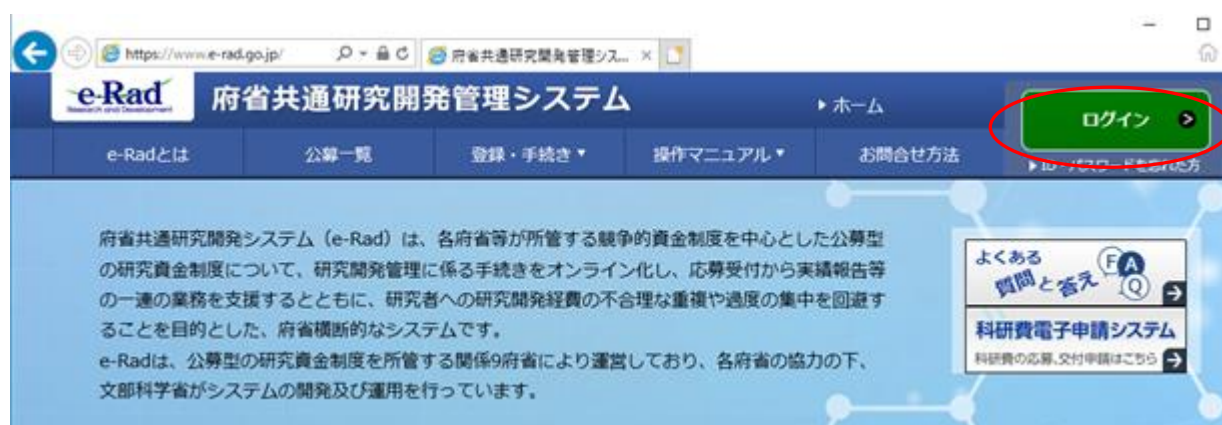 https://www.e-rad.go.jp/
府省共通研究開発管理シス...
e-Rad
Research and Development
府省共通研究開発管理システム
ホーム
ログイン
e-Radとは
公募一覧
登録・手続き▼
操作マニュアル▼
お問合せ方法
ID・パスワードを忘れた方
府省共通研究開発システム（e-Rad）は、各府省等が所管する競争的資金制度を中心とした公募型
の研究資金制度について、研究開発管理に係る手続きをオンライン化し、応募受付から実績報告等
の一連の業務を支援するとともに、研究者への研究開発経費の不合理な重複や過度の集中を回避す
ることを目的とした、府省横断的なシステムです。
e-Radは、公募型の研究資金制度を所管する関係9府省により運営しており、各府省の協力の下、
文部科学省がシステムの開発及び運用を行っています。
よくある
質問と答え
FAQ
科研費電子申請システム
科研費の応募、交付申請はこちら